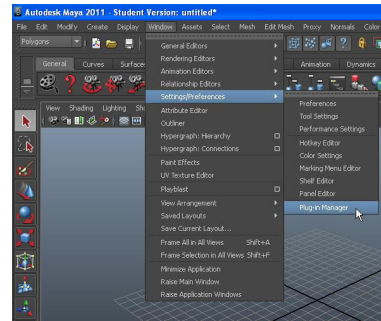 Autodesk Maya 2011 - Student Version: untitled*
File Edit Modify Create Display Window Assets Select Mesh Edit Mesh Proxy Normals Color
Polygons
General Curves Surfaces Animation Dynamics
View Shading Lighting
General Editors
Rendering Editors
Animation Editors
Relationship Editors
Settings/Preferences
Attribute Editor
Outliner
Hypergraph: Hierarchy
Hypergraph: Connections
Paint Effects
UV Texture Editor
Playblast
View Arrangement
Saved Layouts
Save Current Layout...
Frame All in All Views Shift+A
Frame Selection in All Views Shift+F
Minimize Application
Raise Main Window
Raise Application Windows
Preferences
Tool Settings
Performance Settings
Hotkey Editor
Color Settings
Marking Menu Editor
Shelf Editor
Panel Editor
Plug-in Manager